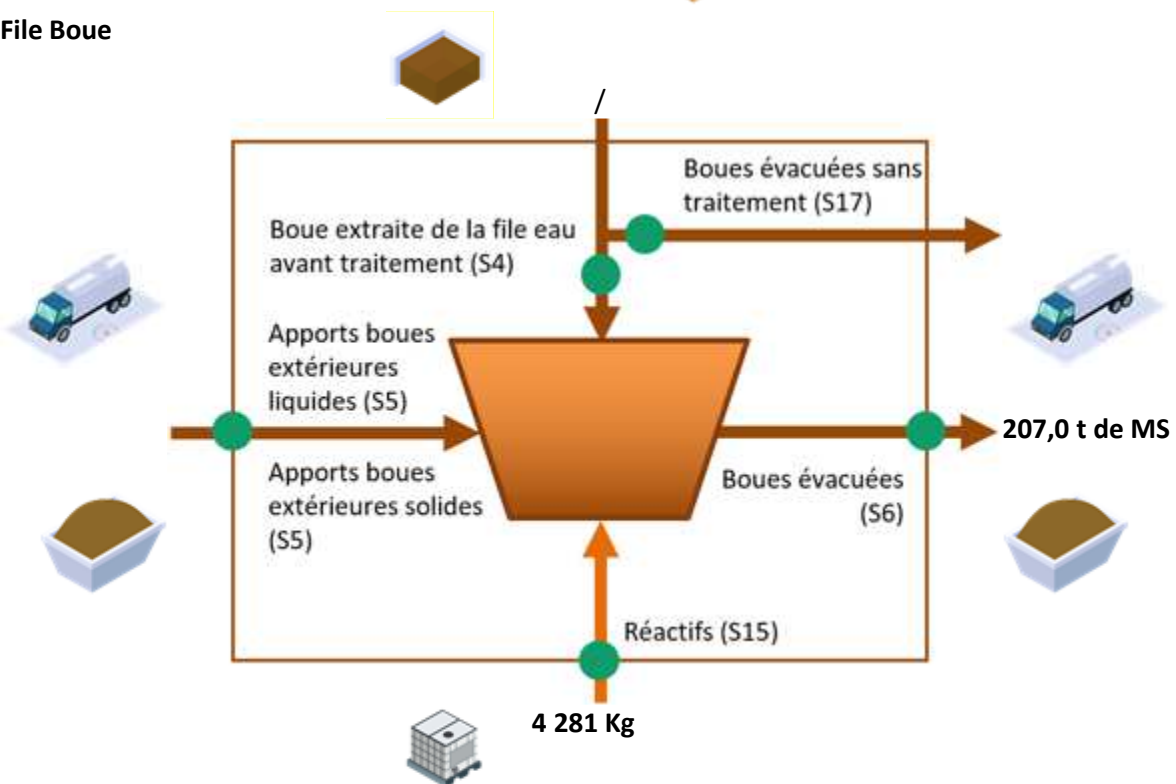 File Boue
/
Boues évacuées sans
traitement (S17)
Boue extraite de la file eau
avant traitement (S4)
Apports boues
extérieures
liquides (S5)
207,0 t de MS
Apports boues
extérieures solides
(S5)
Boues évacuées
(S6)
Réactifs (S15)
4 281 Kg